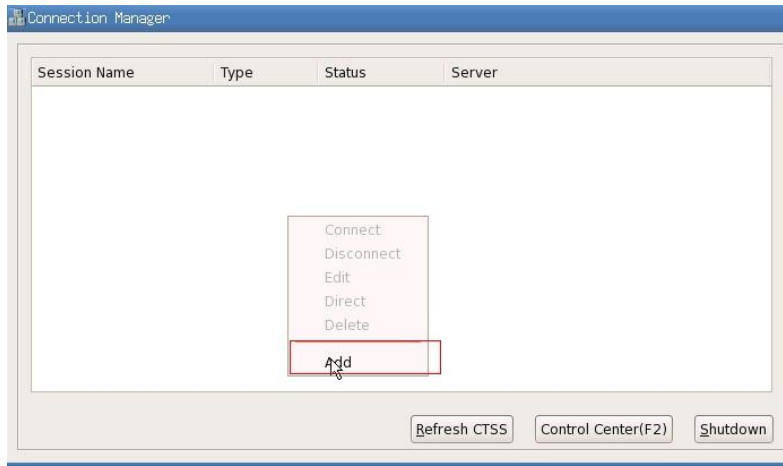 Connection Manager
Session Name Type Status Server
Connect
Disconnect
Edit
Direct
Delete
Add
Refresh CTSS Control Center(F2) Shutdown